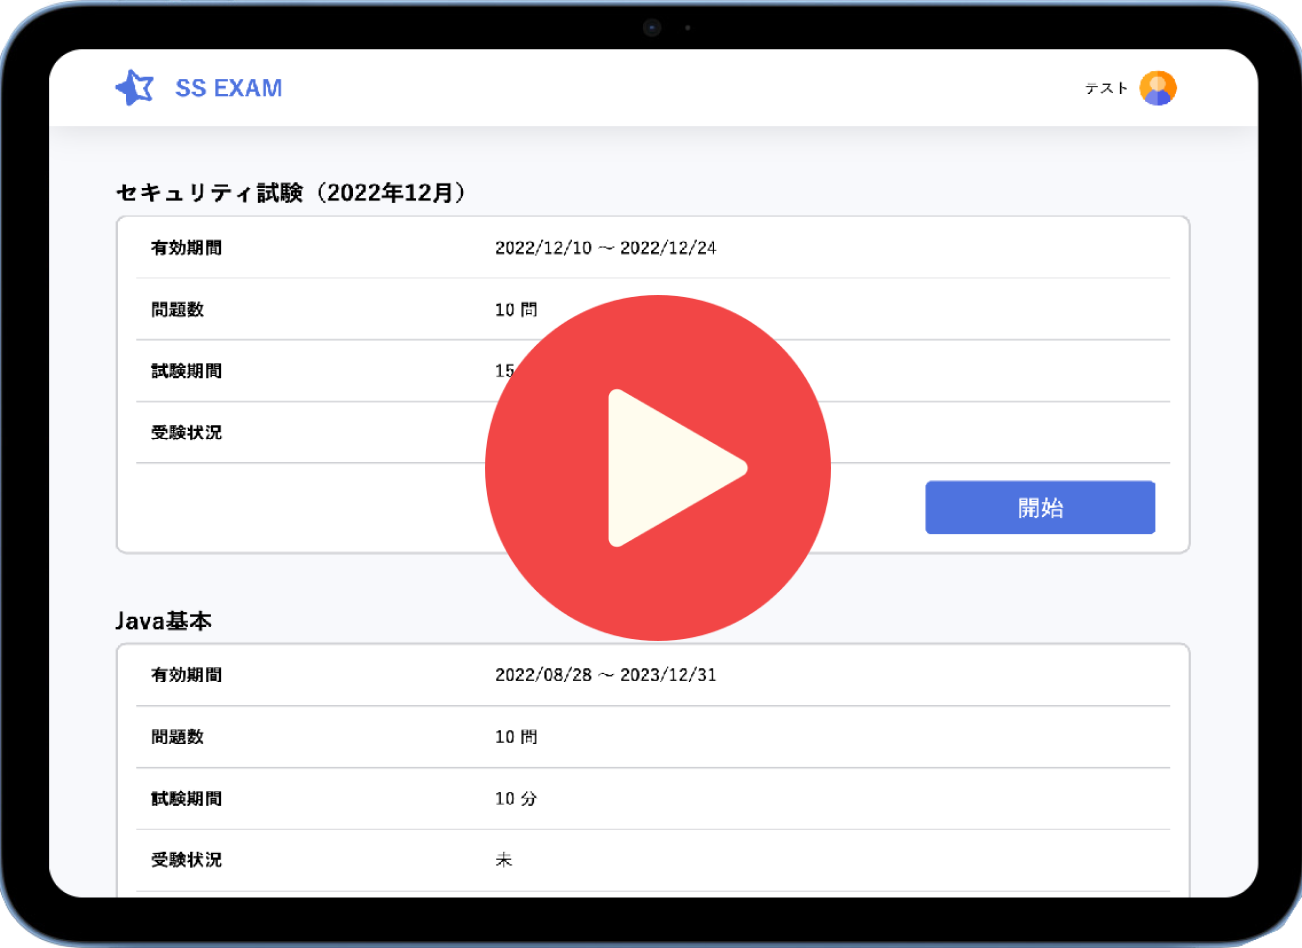 SS EXAM
テスト
セキュリティ試験（2022年12月）
有効期間 2022/12/10 ～ 2022/12/24
問題数 10 問
試験期間 15
受験状況
開始
Java基本
有効期間 2022/08/28 ～ 2023/12/31
問題数 10 問
試験期間 10 分
受験状況 未